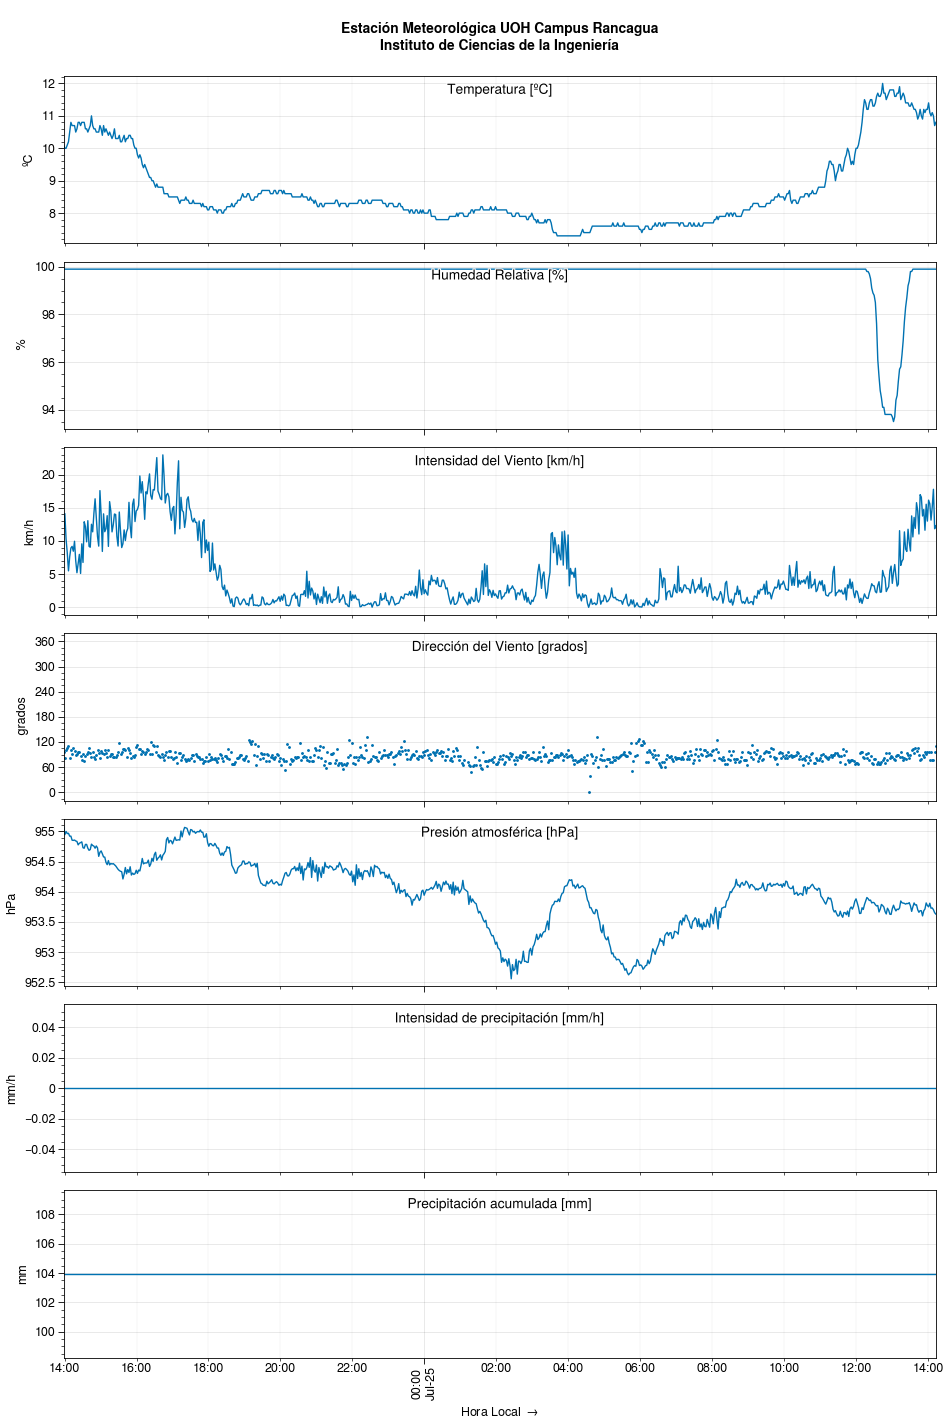 Estación Meteorológica UOH Campus Rancagua
Instituto de Ciencias de la Ingeniería
Temperatura [ºC]
12
11
10
9
8
ºC
Humedad Relativa [%]
100
98
96
94
%
Intensidad del Viento [km/h]
20
15
10
5
0
km/h
Dirección del Viento [grados]
360
300
240
180
120
60
0
grados
Presión atmosférica [hPa]
955
954.5
954
953.5
953
952.5
hPa
Intensidad de precipitación [mm/h]
0.04
0.02
0
−0.02
−0.04
mm/h
Precipitación acumulada [mm]
108
106
104
102
100
mm
14:00 16:00 18:00 20:00 22:00 00:00 02:00 04:00 06:00 08:00 10:00 12:00 14:00
Jul-25
Hora Local →